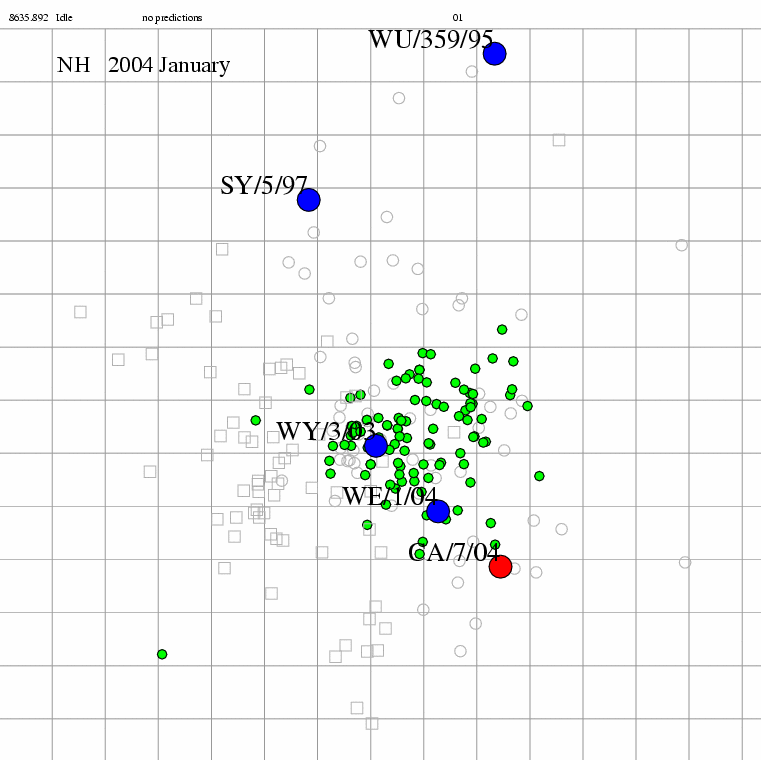 8635.892 Idle no predictions 01
WU/359/95
NH 2004 January
SY/5/97
WY/3/03
WE/1/04
CA/7/04